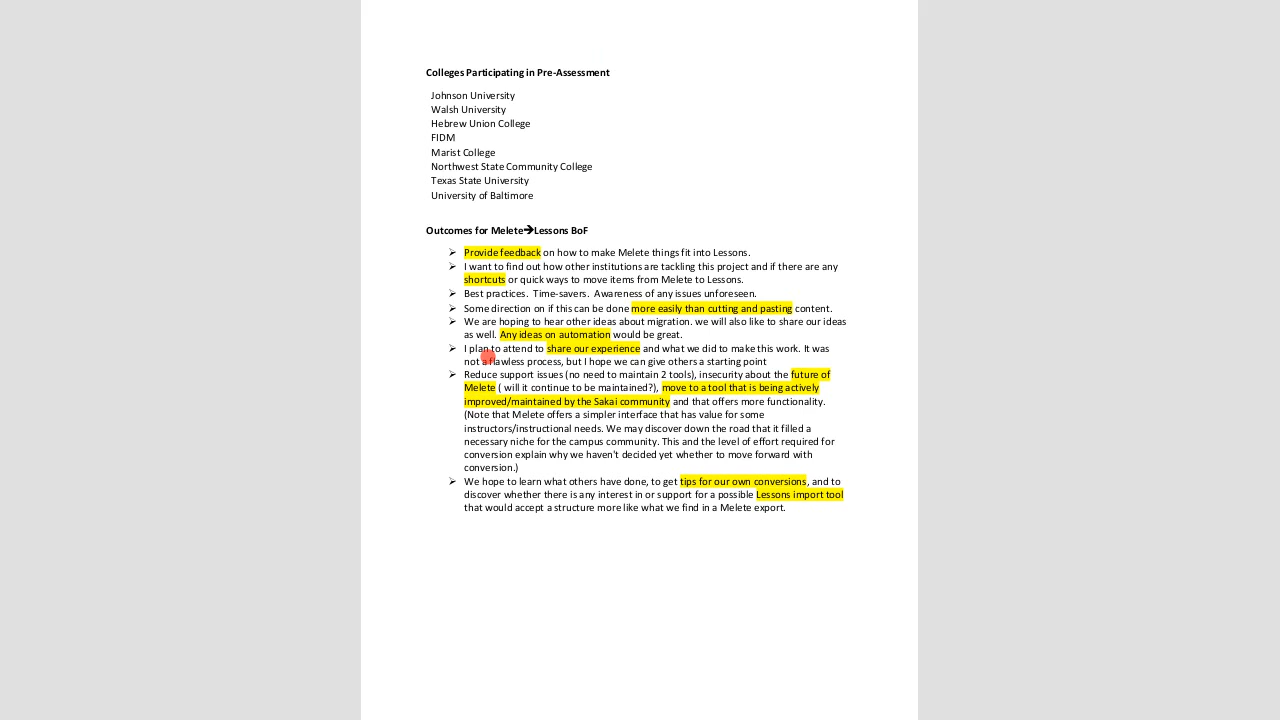 Colleges Participating in Pre-Assessment
Johnson University
Walsh University
Hebrew Union College
FIDM
Marist College
Northwest State Community College
Texas State University
University of Baltimore
Outcomes for Melete➔Lessons BoF
➢ Provide feedback on how to make Melete things fit into Lessons.
➢ I want to find out how other institutions are tackling this project and if there are any
shortcuts or quick ways to move items from Melete to Lessons.
➢ Best practices. Time-savers. Awareness of any issues unforeseen.
➢ Some direction on if this can be done more easily than cutting and pasting content.
➢ We are hoping to hear other ideas about migration. we will also like to share our ideas
as well. Any ideas on automation would be great.
➢ I plan to attend to share our experience and what we did to make this work. It was
not a flawless process, but I hope we can give others a starting point
➢ Reduce support issues (no need to maintain 2 tools), insecurity about the future of
Melete ( will it continue to be maintained?), move to a tool that is being actively
improved/maintained by the Sakai community and that offers more functionality.
(Note that Melete offers a simpler interface that has value for some
instructors/instructional needs. We may discover down the road that it filled a
necessary niche for the campus community. This and the level of effort required for
conversion explain why we haven't decided yet whether to move forward with
conversion.)
➢ We hope to learn what others have done, to get tips for our own conversions, and to
discover whether there is any interest in or support for a possible Lessons import tool
that would accept a structure more like what we find in a Melete export.